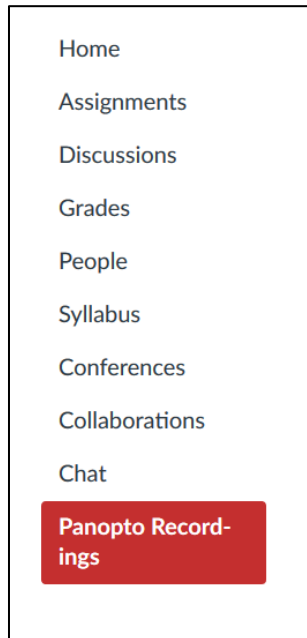 Home
Assignments
Discussions
Grades
People
Syllabus
Conferences
Collaborations
Chat
Panopto Record-
ings